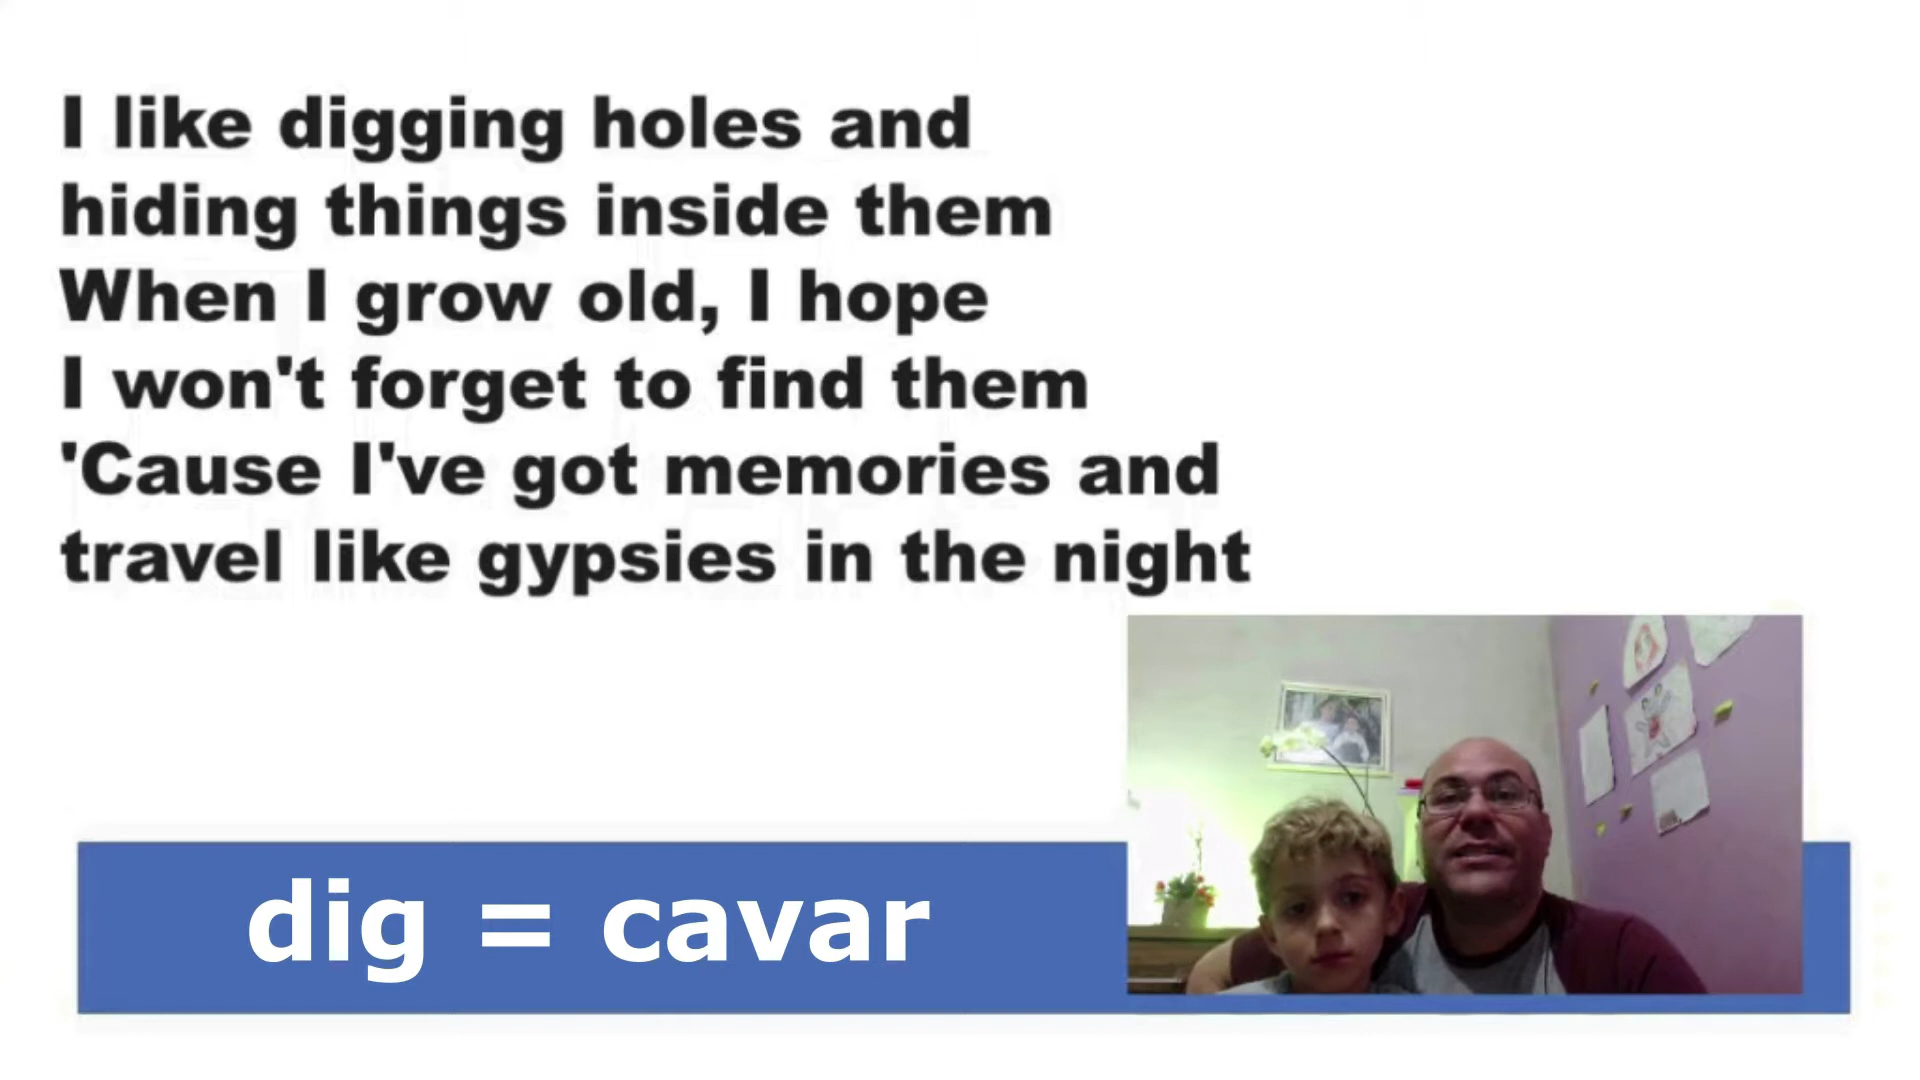 I like digging holes and
hiding things inside them
When I grow old, I hope
I won't forget to find them
'Cause I've got memories and
travel like gypsies in the night
dig = cavar